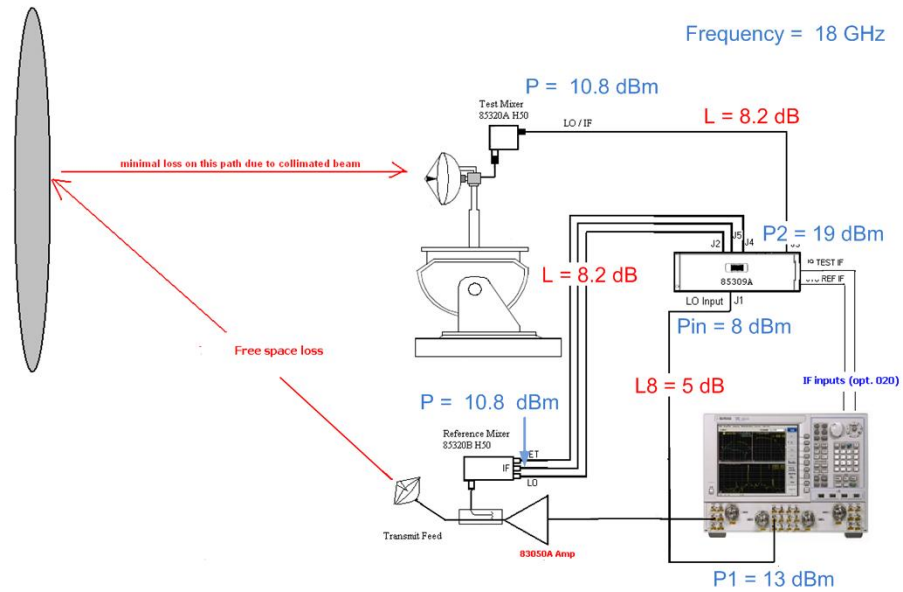 Frequency = 18 GHz
P = 10.8 dBm
Test Mixer
85320A H50
LO / IF
L = 8.2 dB
minimal loss on this path due to collimated beam
J2
J5
J4
P2 = 19 dBm
TEST IF
REF IF
L = 8.2 dB
85309A
LO Input
J1
Pin = 8 dBm
Free space loss
L8 = 5 dB
IF inputs (opt. 020)
P = 10.8 dBm
Reference Mixer
85320B H50
ET
IF
LO
Transmit Feed
83050A Amp
P1 = 13 dBm